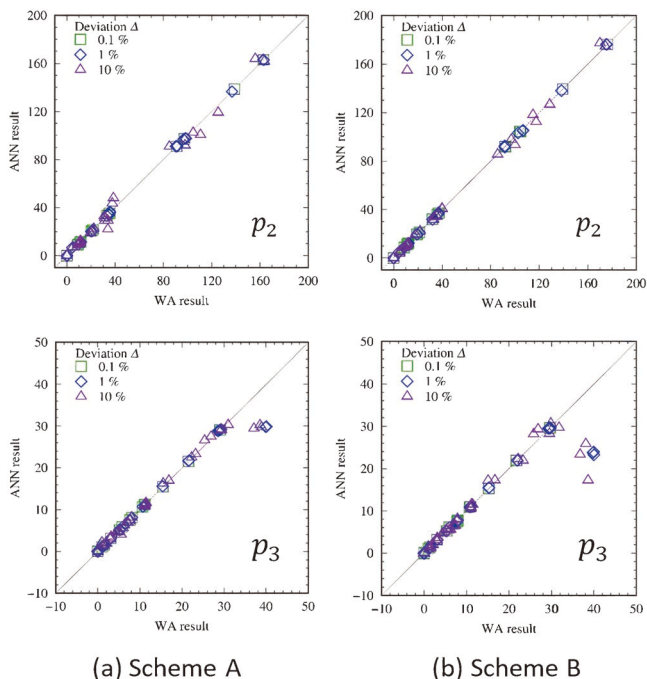 200
160
120
80
40
0
ANN result
Deviation Δ
0.1 %
1 %
10 %
p2
0 40 80 120 160 200
WA result
200
160
120
80
40
0
ANN result
Deviation Δ
0.1 %
1 %
10 %
p2
0 40 80 120 160 200
WA result
50
40
30
20
10
0
−10
ANN result
Deviation Δ
0.1 %
1 %
10 %
p3
−10 0 10 20 30 40 50
WA result
50
40
30
20
10
0
−10
ANN result
Deviation Δ
0.1 %
1 %
10 %
p3
−10 0 10 20 30 40 50
WA result
(a) Scheme A
(b) Scheme B